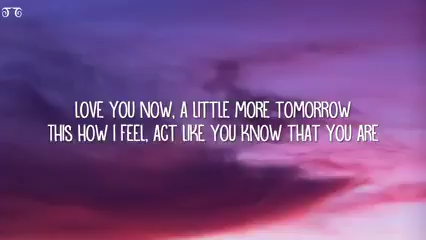 LOVE YOU NOW, A LITTLE MORE TOMORROW
THIS HOW I FEEL, ACT LIKE YOU KNOW THAT YOU ARE